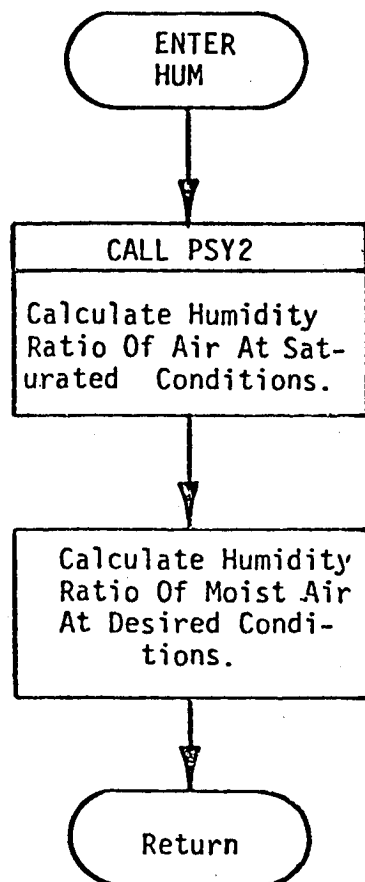 ENTER
HUM
CALL PSY2
Calculate Humidity
Ratio Of Air At Sat-
urated Conditions.
Calculate Humidity
Ratio Of Moist Air
At Desired Condi-
tions.
Return